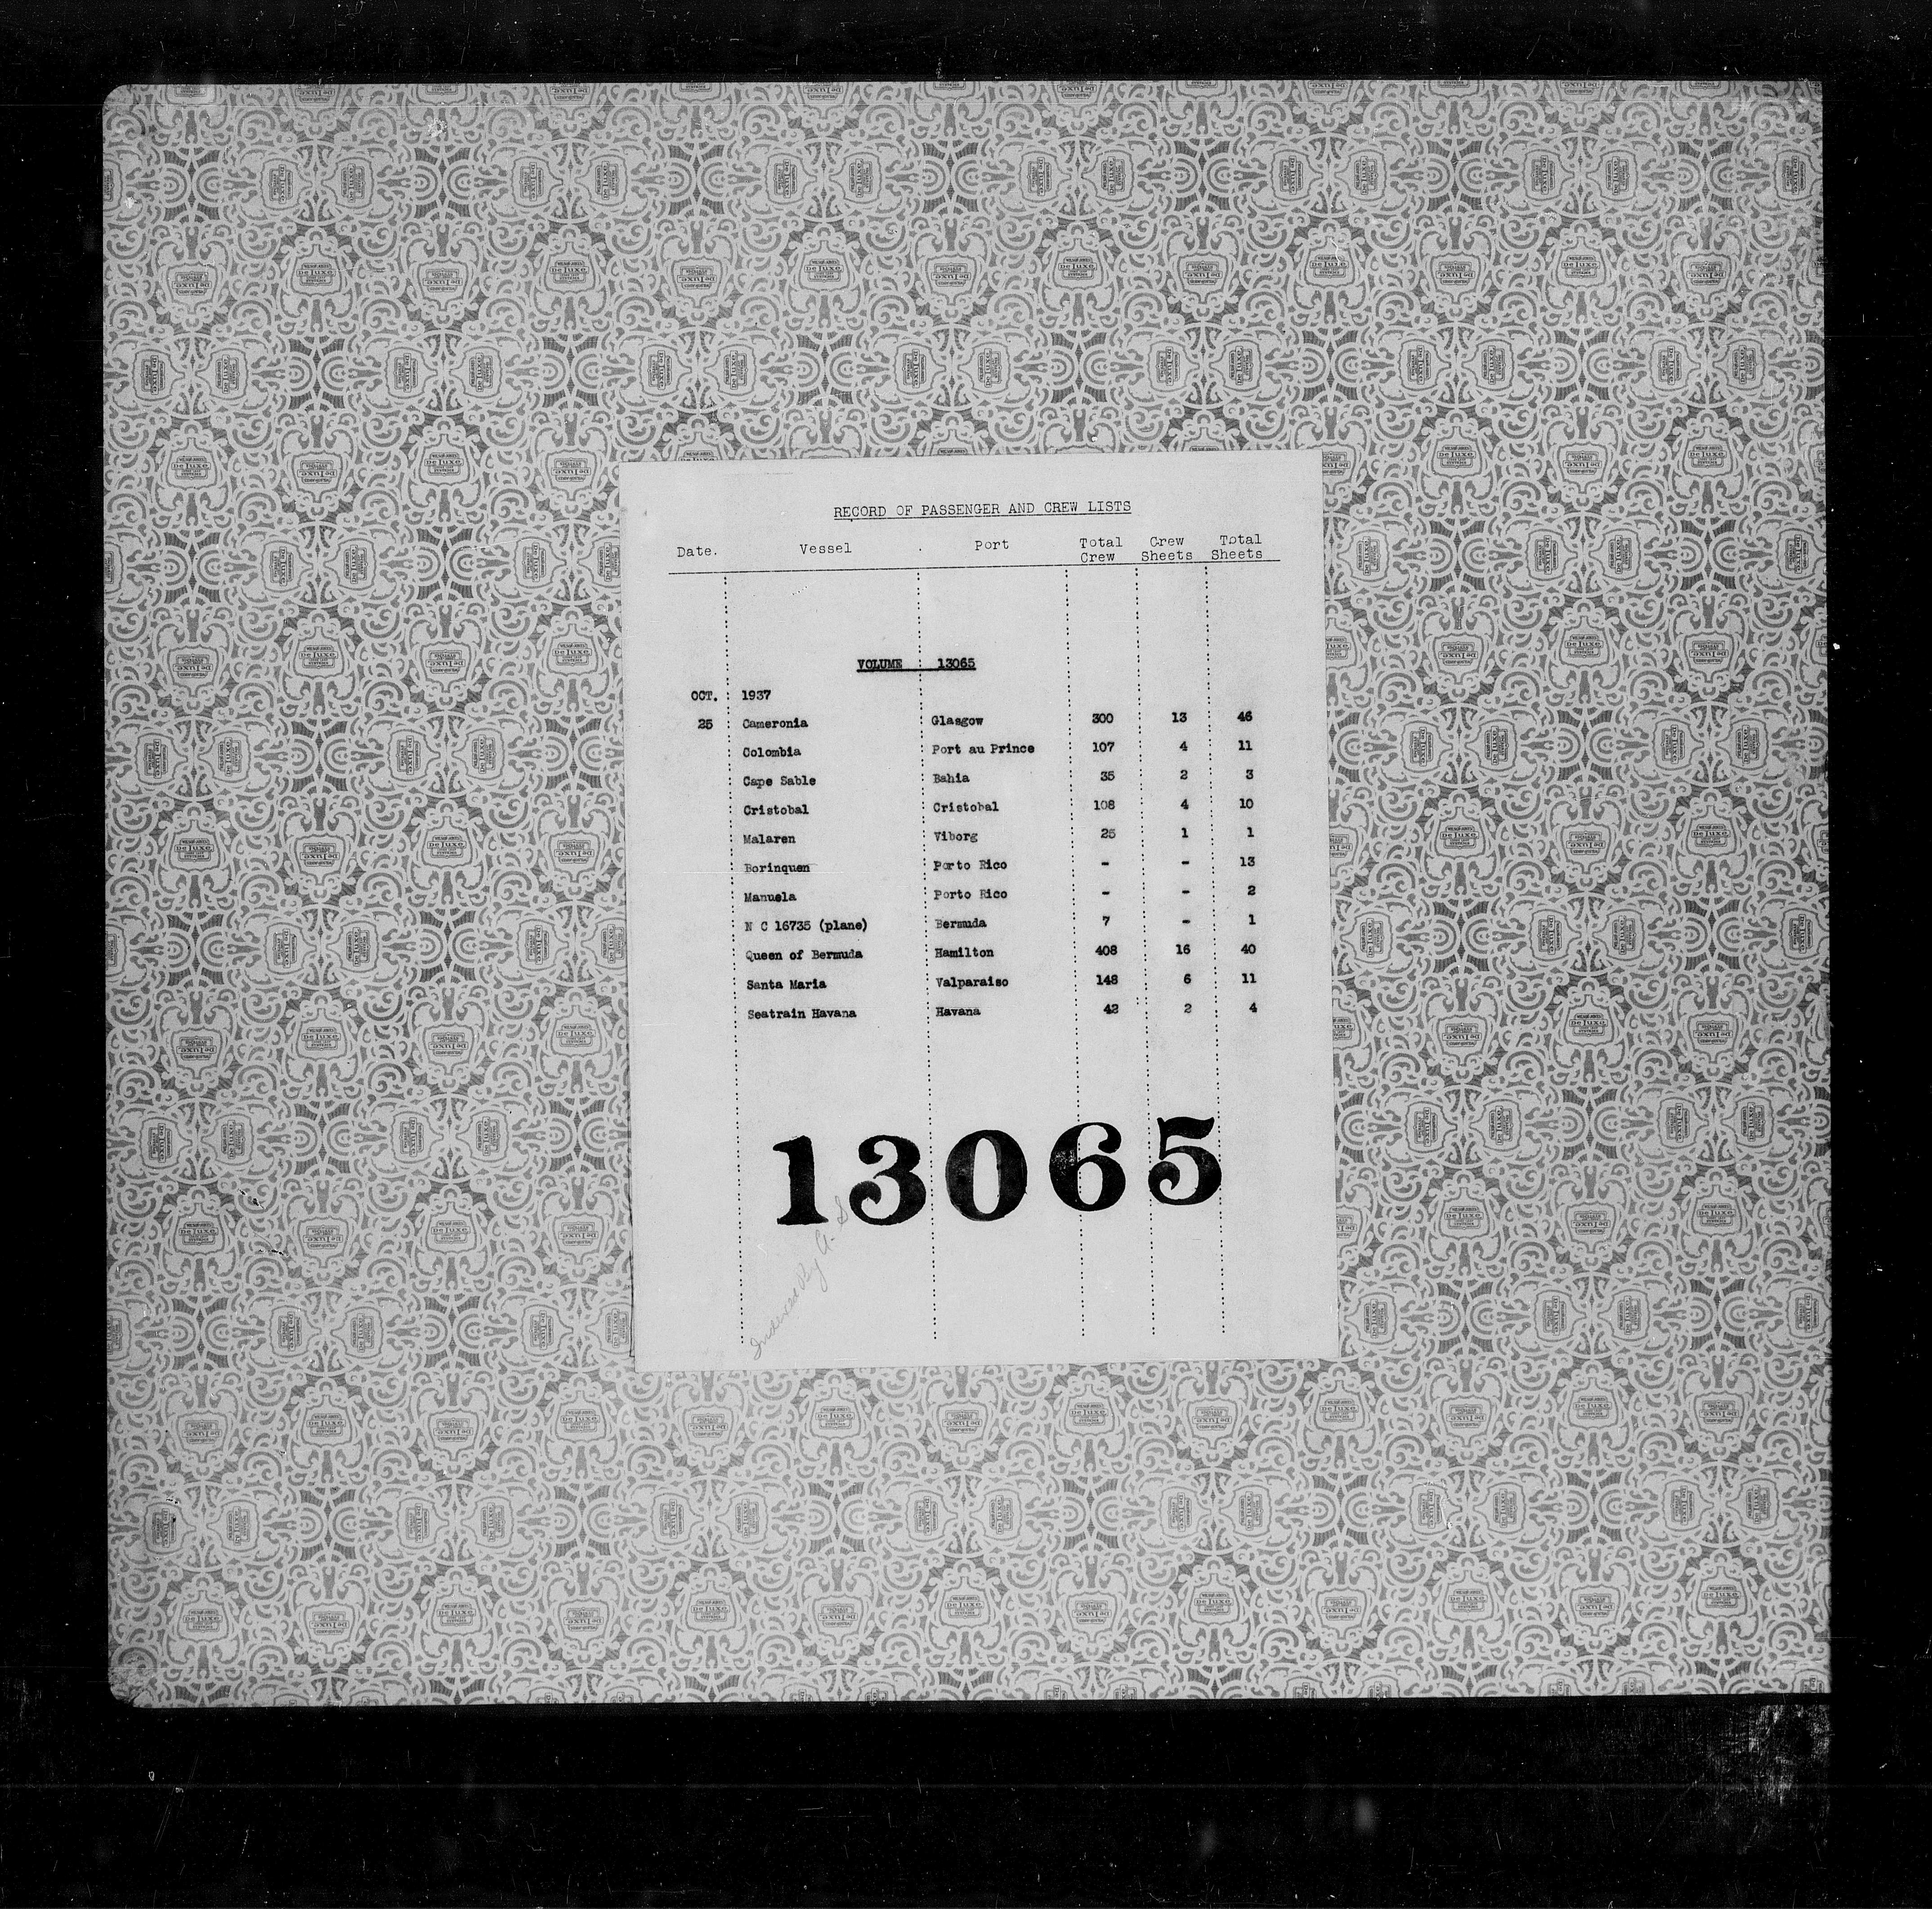 RECORD OF PASSENGER AND CREW LISTS
Date. Vessel Port Total Crew Crew Sheets Total Sheets
VOLUME 13065
OCT. 1937
25 Cameronia Glasgow 300 13 46
Colombia Port au Prince 107 4 11
Cape Sable Bahia 35 2 3
Cristobal Cristobal 108 4 10
Malaren Viborg 25 1 1
Borinquen Porto Rico - - 13
Manuela Porto Rico - - 2
N C 16735 (plane) Bermuda 7 - 1
Queen of Bermuda Hamilton 408 16 40
Santa Maria Valparaiso 148 6 11
Seatrain Havana Havana 42 2 4
13065
Indexed By G. S